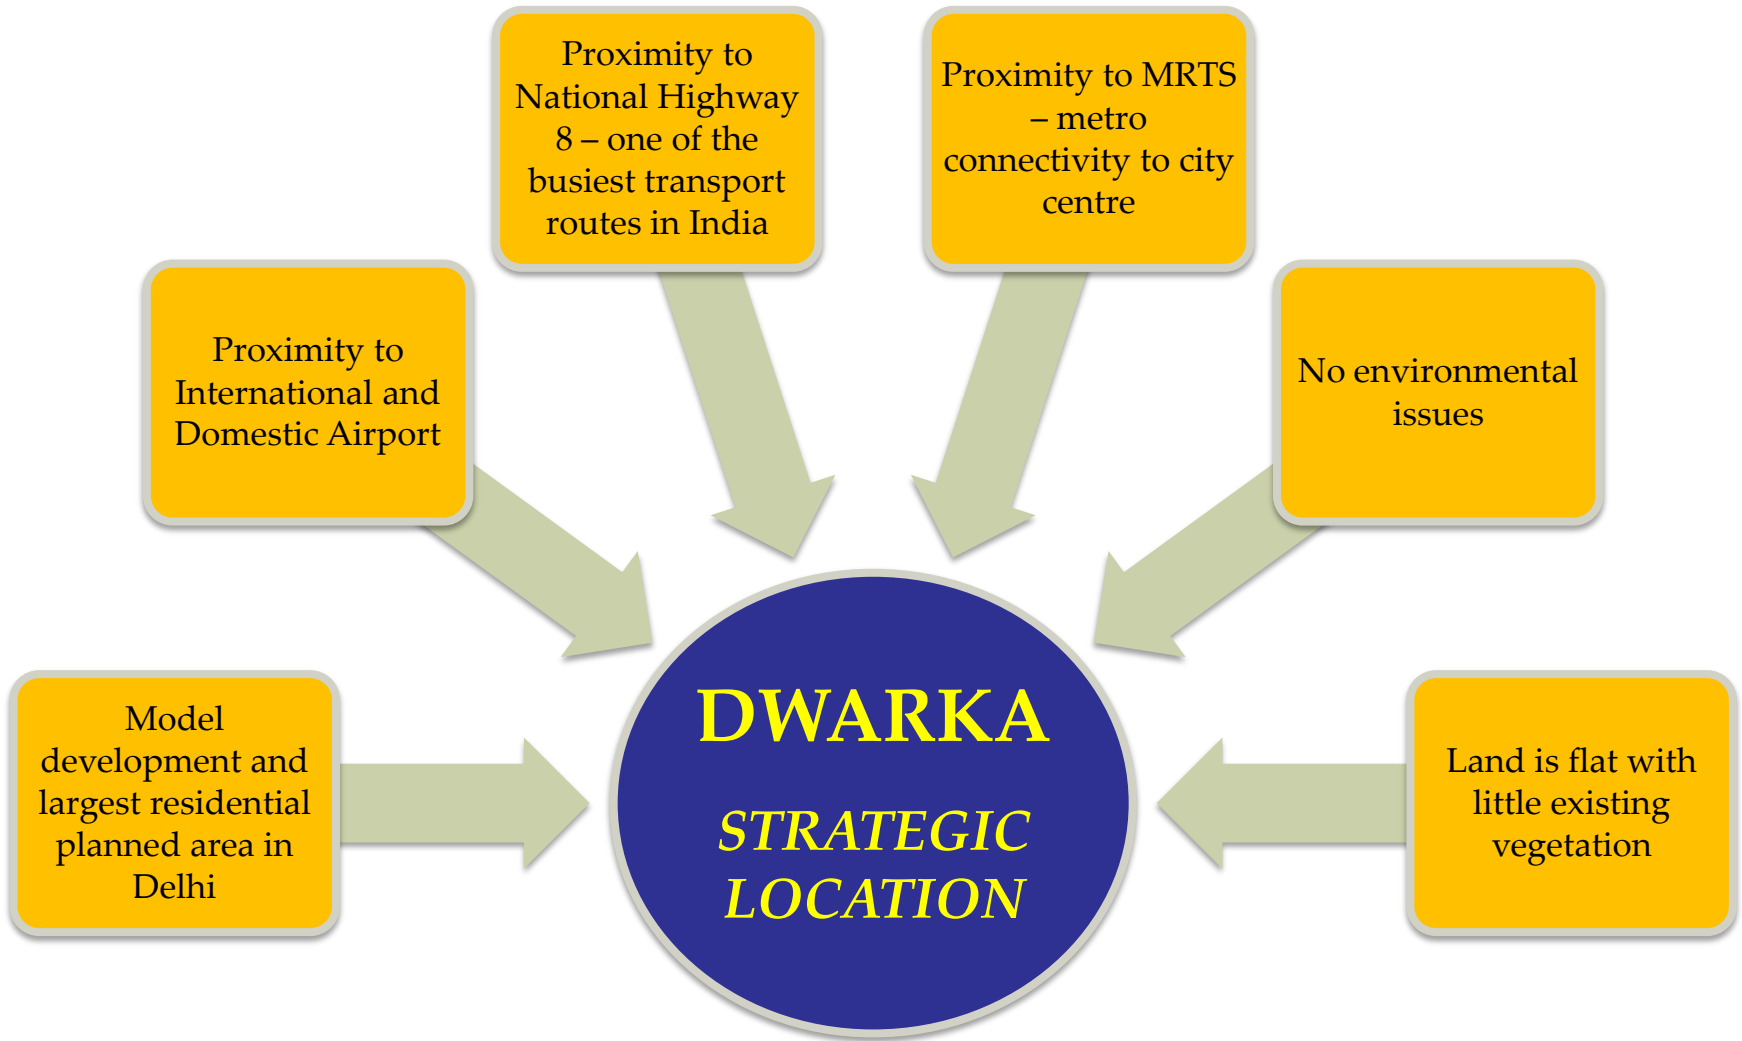 Proximity to
National Highway
8 – one of the
busiest transport
routes in India
Proximity to MRTS
– metro
connectivity to city
centre
Proximity to
International and
Domestic Airport
No environmental
issues
Model
development and
largest residential
planned area in
Delhi
DWARKA
STRATEGIC
LOCATION
Land is flat with
little existing
vegetation